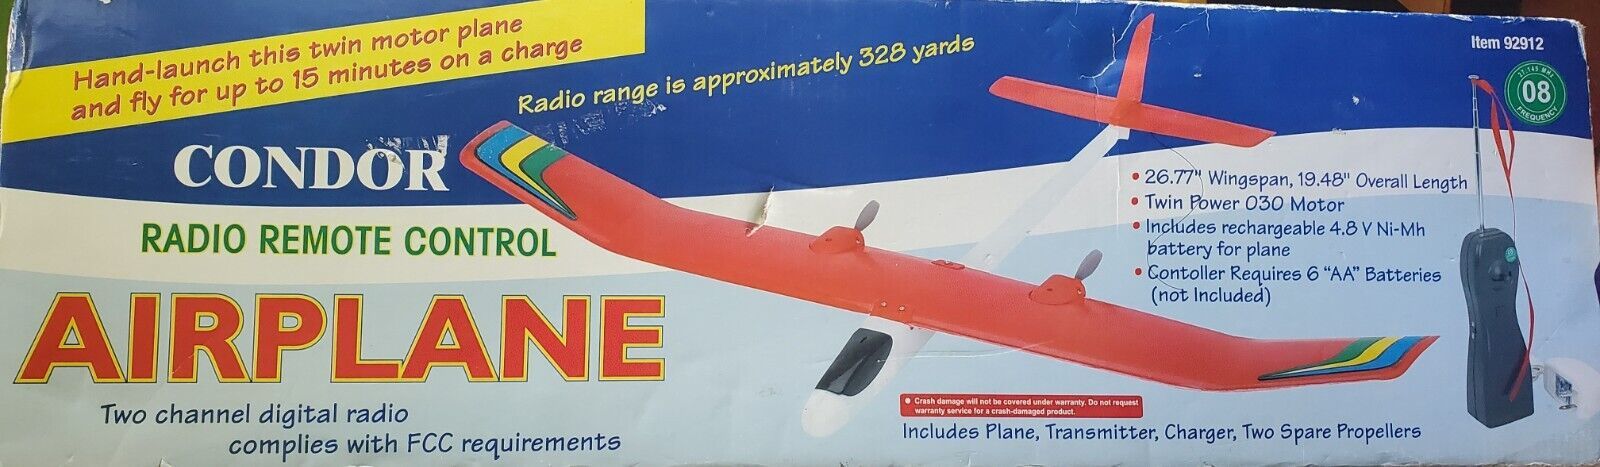 Hand-launch this twin motor plane
and fly for up to 15 minutes on a charge
Radio range is approximately 328 yards
Item 92912
27.145 MHz
08
FREQUENCY
CONDOR
RADIO REMOTE CONTROL
AIRPLANE
Two channel digital radio
complies with FCC requirements
• 26.77" Wingspan, 19.48" Overall Length
• Twin Power 030 Motor
• Includes rechargeable 4.8 V Ni-Mh
battery for plane
• Contoller Requires 6 "AA" Batteries
(not Included)
• Crash damage will not be covered under warranty. Do not request
warranty service for a crash-damaged product.
Includes Plane, Transmitter, Charger, Two Spare Propellers